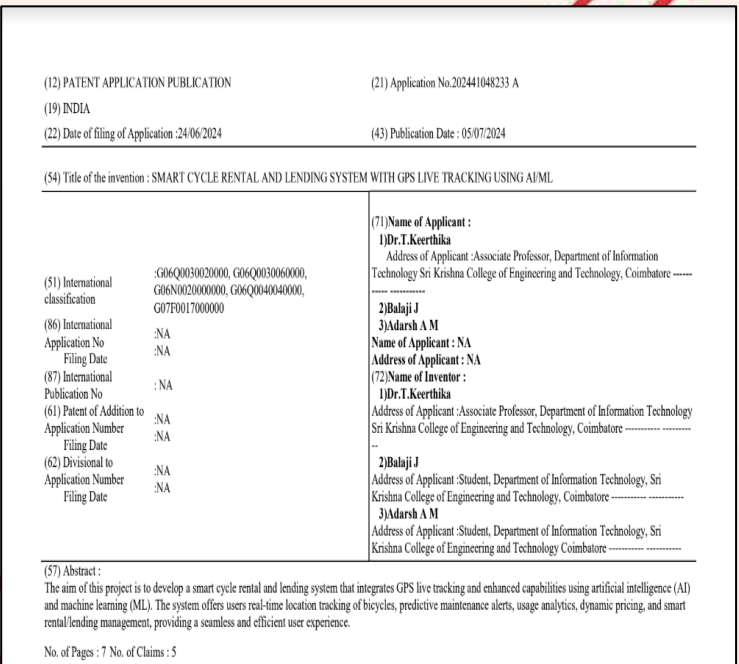 (12) PATENT APPLICATION PUBLICATION
(21) Application No.202441048233 A
(19) INDIA
(22) Date of filing of Application :24/06/2024
(43) Publication Date : 05/07/2024
(54) Title of the invention : SMART CYCLE RENTAL AND LENDING SYSTEM WITH GPS LIVE TRACKING USING AI/ML
(51) International
classification
:G06Q0030020000, G06Q0030060000,
G06N0020000000, G06Q0040040000,
G07F0017000000
(86) International
Application No
Filing Date
:NA
:NA
(87) International
Publication No
: NA
(61) Patent of Addition to
Application Number
Filing Date
:NA
:NA
(62) Divisional to
Application Number
Filing Date
:NA
:NA
(71)Name of Applicant :
1)Dr.T.Keerthika
Address of Applicant :Associate Professor, Department of Information
Technology Sri Krishna College of Engineering and Technology, Coimbatore ------
----- -----------
2)Balaji J
3)Adarsh A M
Name of Applicant : NA
Address of Applicant : NA
(72)Name of Inventor :
1)Dr.T.Keerthika
Address of Applicant :Associate Professor, Department of Information Technology
Sri Krishna College of Engineering and Technology, Coimbatore ----------- ---------
--
2)Balaji J
Address of Applicant :Student, Department of Information Technology, Sri
Krishna College of Engineering and Technology, Coimbatore ----------- -----------
3)Adarsh A M
Address of Applicant :Student, Department of Information Technology, Sri
Krishna College of Engineering and Technology Coimbatore ----------- -----------
(57) Abstract :
The aim of this project is to develop a smart cycle rental and lending system that integrates GPS live tracking and enhanced capabilities using artificial intelligence (AI)
and machine learning (ML). The system offers users real-time location tracking of bicycles, predictive maintenance alerts, usage analytics, dynamic pricing, and smart
rental/lending management, providing a seamless and efficient user experience.
No. of Pages : 7 No. of Claims : 5